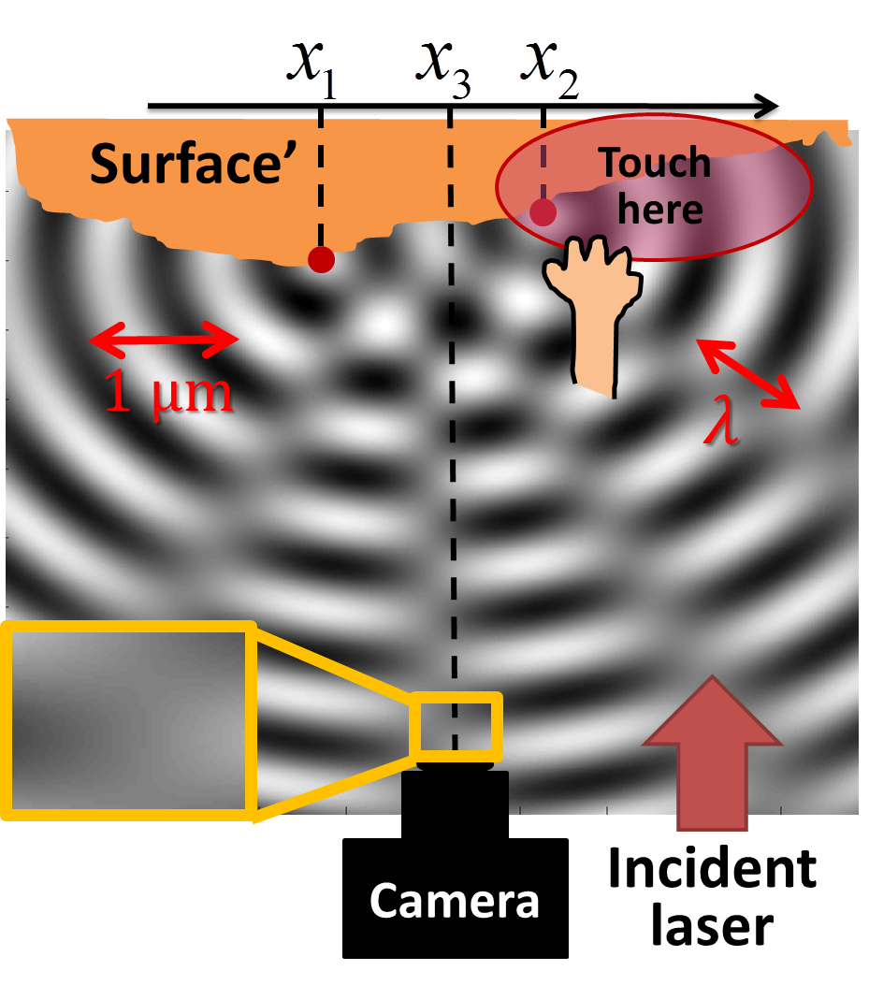 x₁ x₃ x₂
Surface’
Touch
here
1 μm
λ
Camera
Incident
laser